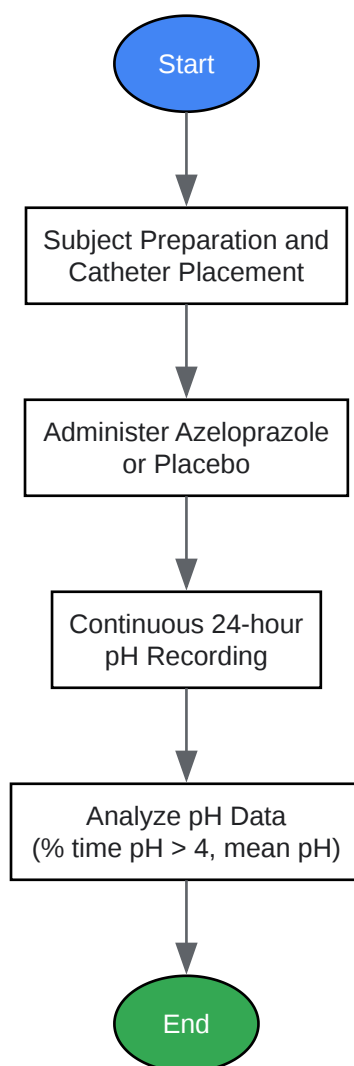 Start
Subject Preparation and
Catheter Placement
Administer Azeloprazole
or Placebo
Continuous 24-hour
pH Recording
Analyze pH Data
(% time pH > 4, mean pH)
End